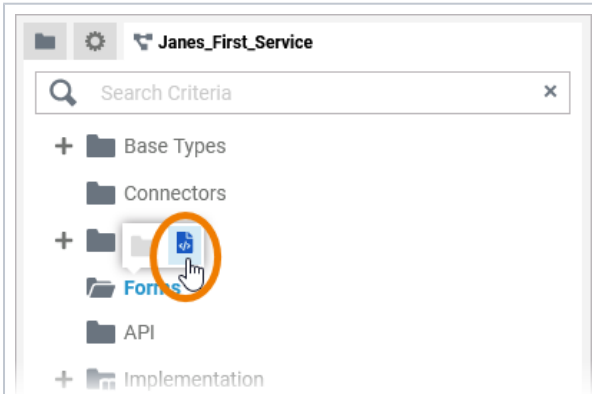 Janes_First_Service
Search Criteria
Base Types
Connectors
Forms
API
Implementation